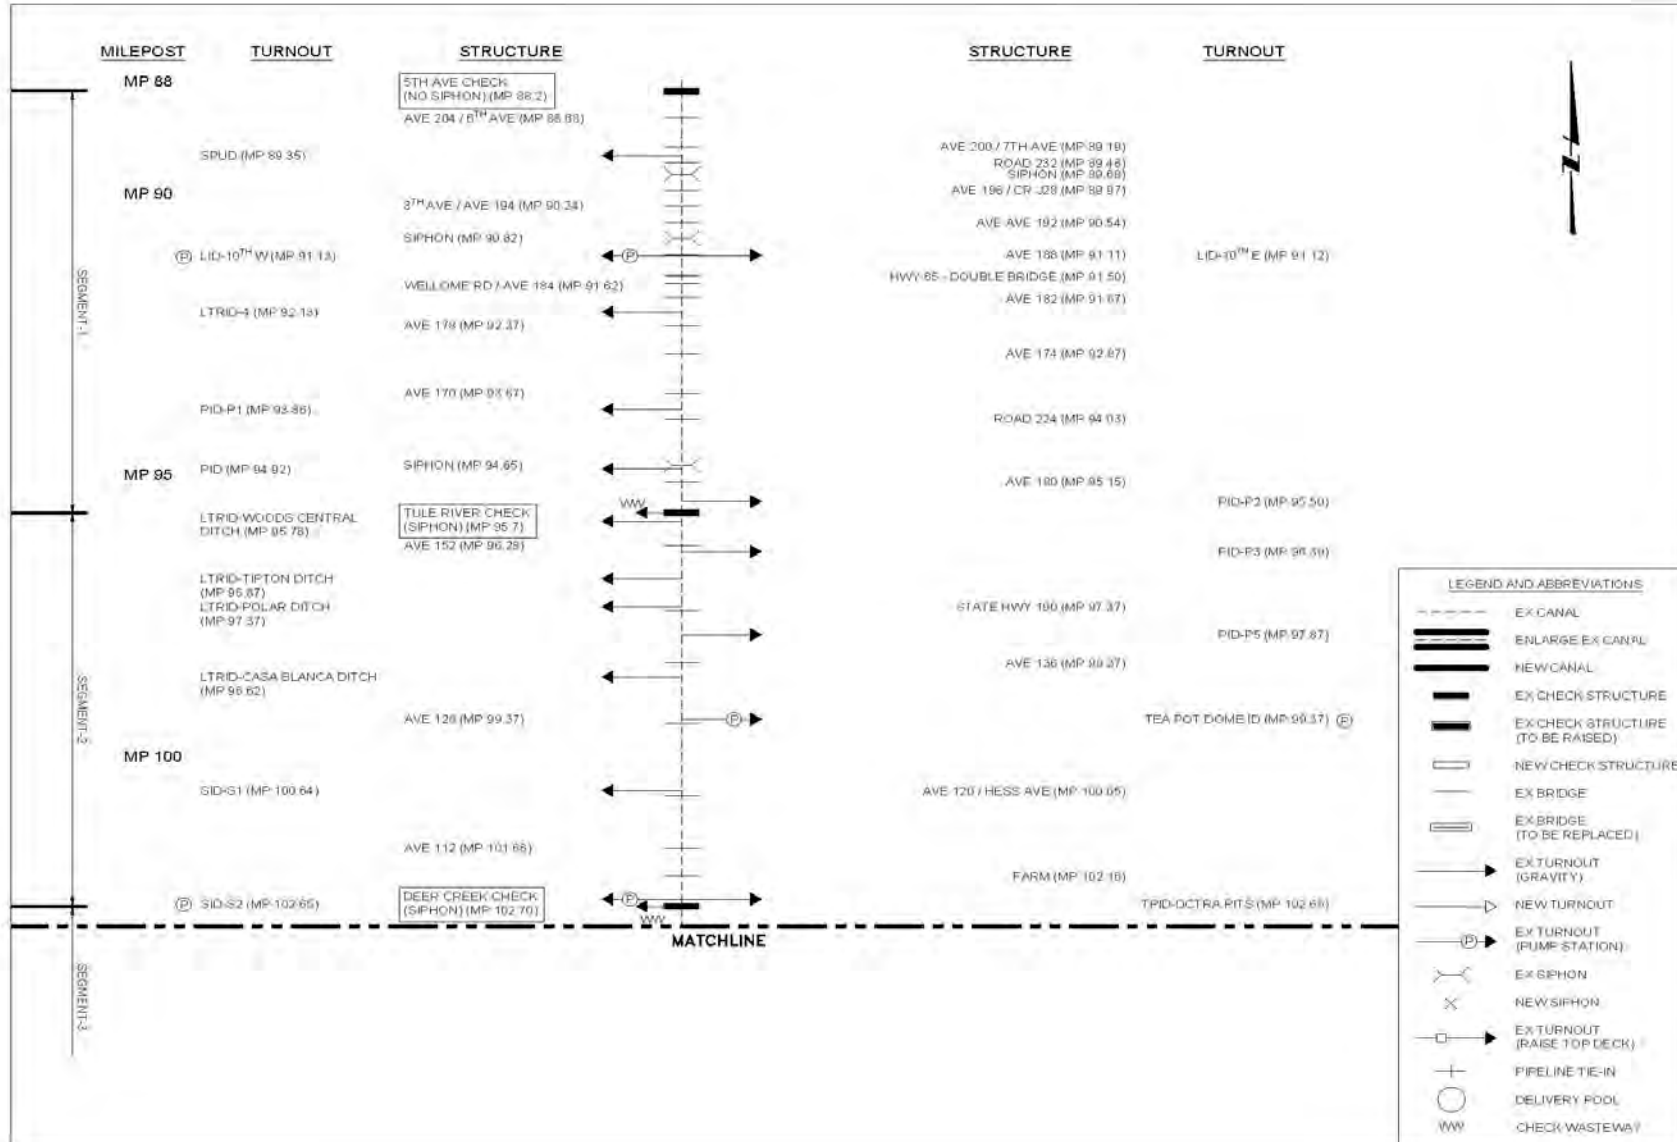 MILEPOST TURNOUT STRUCTURE STRUCTURE TURNOUT
MP 88
5TH AVE CHECK
(NO SIPHON) (MP 88.2)
AVE 204 / 6TH AVE (MP 88.68)
AVE 200 / 7TH AVE (MP 89.19)
SPUD (MP 89.35)
ROAD 232 (MP 89.48)
SIPHON (MP 89.69)
MP 90
AVE 196 / CR J28 (MP 89.97)
8TH AVE / AVE 194 (MP 90.24)
AVE AVE 192 (MP 90.54)
SIPHON (MP 90.82)
P LID-10TH W (MP 91.13)
P
AVE 188 (MP 91.11)
LID-10TH E (MP 91.12)
HWY 65 - DOUBLE BRIDGE (MP 91.50)
WELLOME RD / AVE 184 (MP 91.62)
AVE 182 (MP 91.67)
SEGMENT-1
LTRID-4 (MP 92.13)
AVE 178 (MP 92.37)
AVE 174 (MP 92.87)
AVE 170 (MP 93.67)
PID-P1 (MP 93.86)
ROAD 224 (MP 94.03)
MP 95
PID (MP 94.92)
SIPHON (MP 94.65)
AVE 160 (MP 95.15)
PID-P2 (MP 95.50)
WW
LTRID-WOODS CENTRAL
DITCH (MP 95.78)
TULE RIVER CHECK
(SIPHON) (MP 95.7)
AVE 152 (MP 96.28)
PID-P3 (MP 96.39)
LTRID-TIPTON DITCH
(MP 96.87)
LTRID-POLAR DITCH
(MP 97.37)
STATE HWY 190 (MP 97.37)
PID-P5 (MP 97.87)
AVE 136 (MP 99.37)
LTRID-CASA BLANCA DITCH
(MP 98.62)
SEGMENT-2
AVE 128 (MP 99.37)
P
TEA POT DOME ID (MP 99.37) P
MP 100
SID-S1 (MP 100.64)
AVE 120 / HESS AVE (MP 100.65)
AVE 112 (MP 101.68)
FARM (MP 102.16)
P SID-S2 (MP 102.65)
DEER CREEK CHECK
(SIPHON) (MP 102.70)
P
WW
TPID-OCTRA PITS (MP 102.68)
MATCHLINE
SEGMENT-3
LEGEND AND ABBREVIATIONS
EX CANAL
ENLARGE EX CANAL
NEW CANAL
EX CHECK STRUCTURE
EX CHECK STRUCTURE
(TO BE RAISED)
NEW CHECK STRUCTURE
EX BRIDGE
EX BRIDGE
(TO BE REPLACED)
EX TURNOUT
(GRAVITY)
NEW TURNOUT
P
EX TURNOUT
(PUMP STATION)
EX SIPHON
NEW SIPHON
EX TURNOUT
(RAISE TOP DECK)
PIPELINE TIE-IN
DELIVERY POOL
WW CHECK WASTEWAY